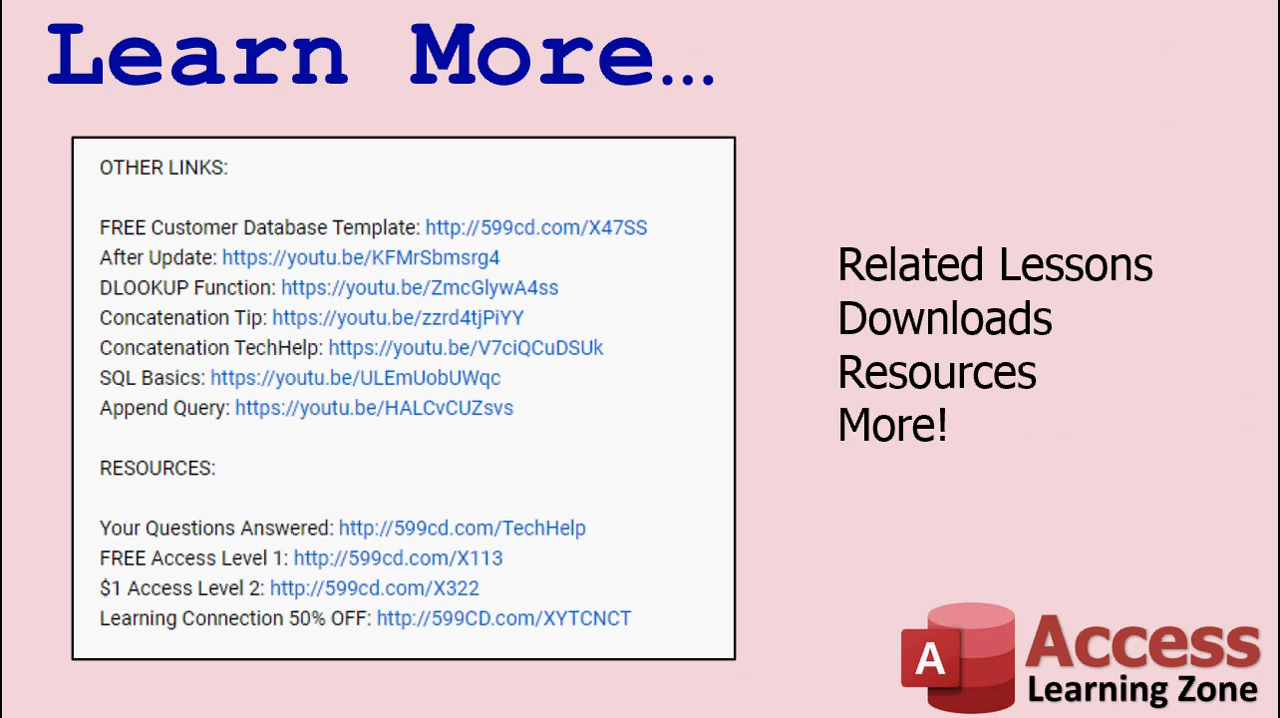 Learn More...
OTHER LINKS:
FREE Customer Database Template: http://599cd.com/X47SS
After Update: https://youtu.be/KFMrSbmsrg4
DLOOKUP Function: https://youtu.be/ZmcGlywA4ss
Concatenation Tip: https://youtu.be/zzrd4tjPiYY
Concatenation TechHelp: https://youtu.be/V7ciQCuDSUk
SQL Basics: https://youtu.be/ULEmUobUWqc
Append Query: https://youtu.be/HALCvCUZsvs
RESOURCES:
Your Questions Answered: http://599cd.com/TechHelp
FREE Access Level 1: http://599cd.com/X113
$1 Access Level 2: http://599cd.com/X322
Learning Connection 50% OFF: http://599CD.com/XYTCNCT
Related Lessons
Downloads
Resources
More!
A
Access
Learning Zone